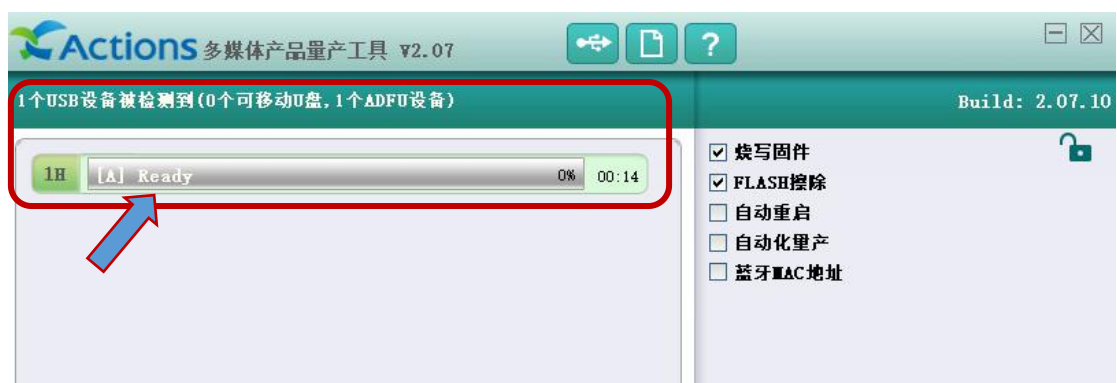 Actions 多媒体产品量产工具 V2.07
?
1个USB设备被检测到(0个可移动U盘,1个ADFU设备)
Build: 2.07.10
1H [A] Ready 0% 00:14
烧写固件
FLASH擦除
自动重启
自动化量产
蓝牙MAC地址